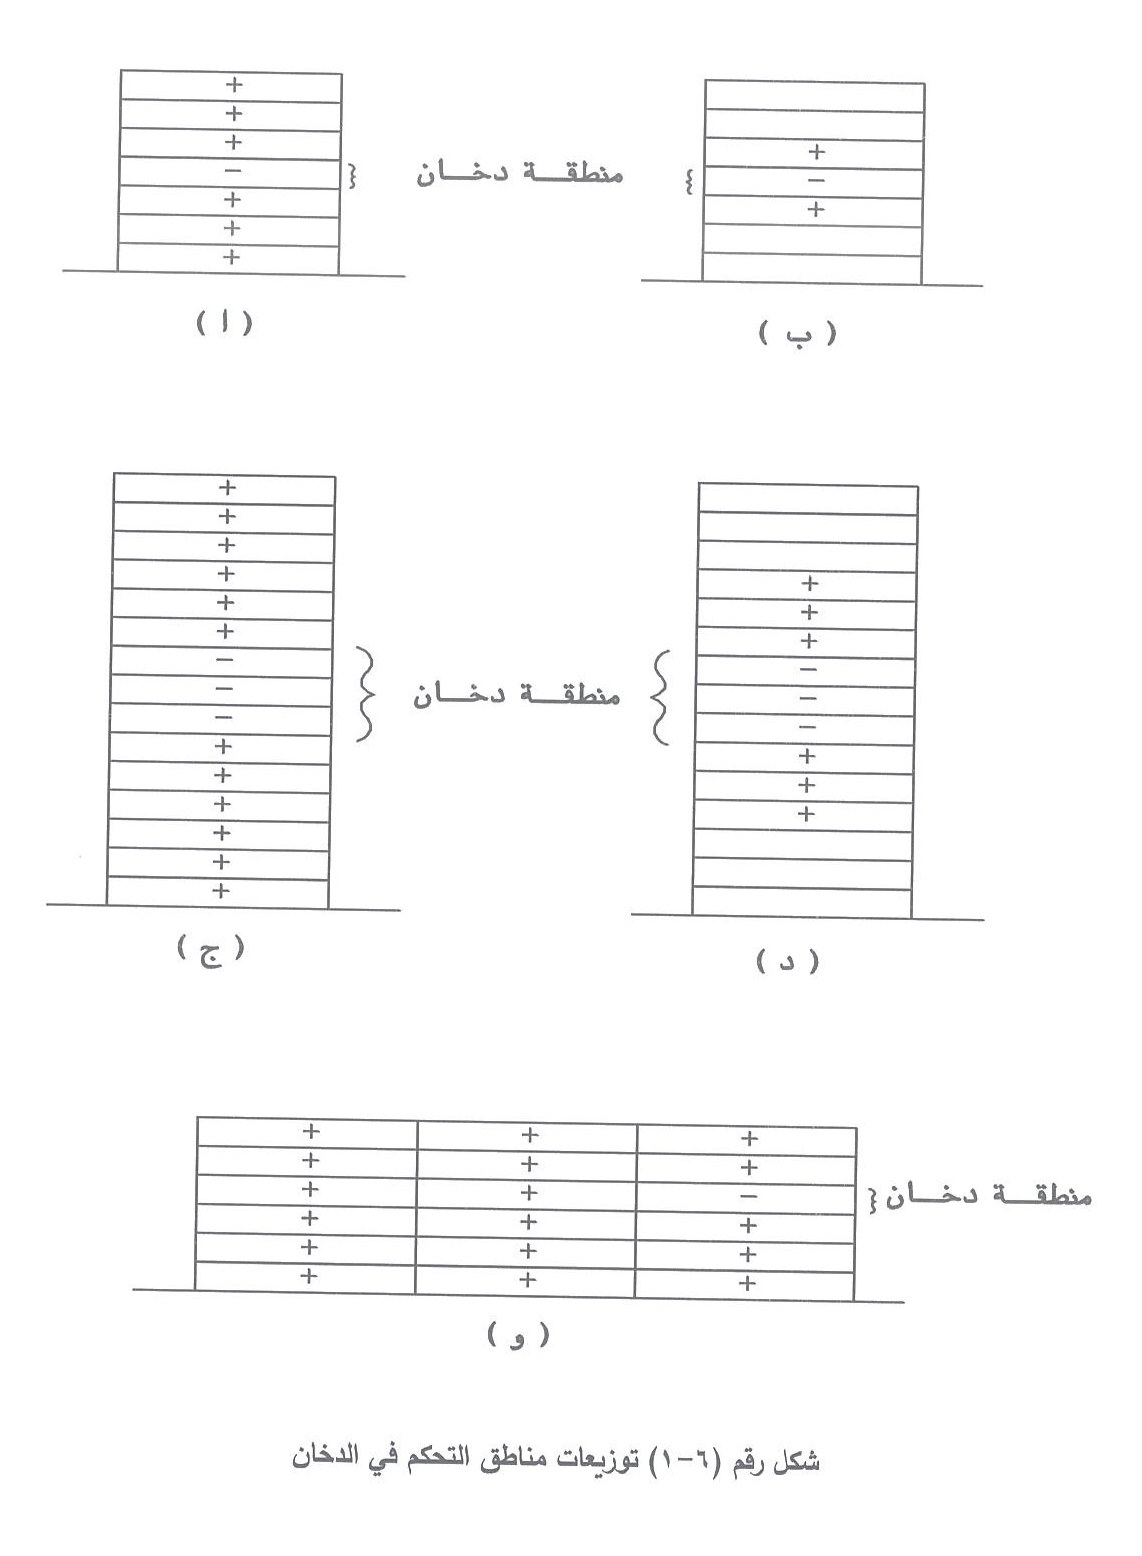 +
+
+
−
+
+
+
منطقة دخان
+
−
+
( ا )
( ب )
+
+
+
+
+
+
−
−
−
+
+
+
+
+
+
منطقة دخان
+
+
+
−
−
−
+
+
+
( ج )
( د )
+ + +
+ + +
+ + −
منطقة دخان
+ + +
+ + +
+ + +
( و )
شكل رقم (٦-١) توزيعات مناطق التحكم في الدخان